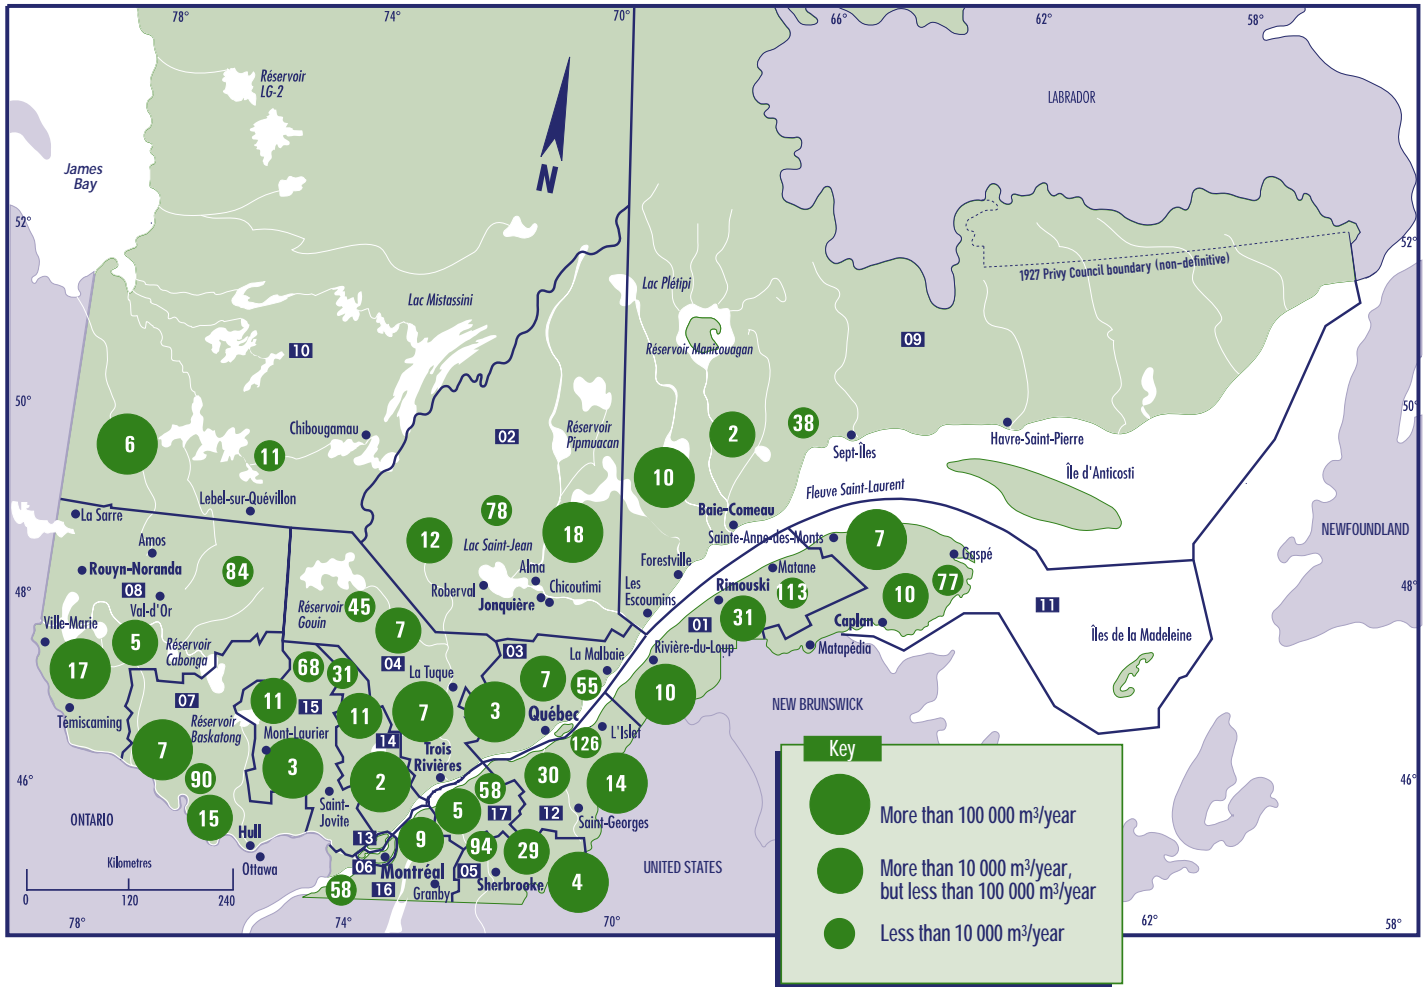 78°
74°
70°
66°
62°
58°
Réservoir
LG-2
LABRADOR
James
Bay
N
52°
52°
1927 Privy Council boundary (non-definitive)
Lac Plétipi
Lac Mistassini
09
Réservoir Manicouagan
10
50°
50°
Réservoir
Pipmuacan
Chibougamau
02
6
11
2
38
Sept-Îles
Havre-Saint-Pierre
Île d'Anticosti
10
Fleuve Saint-Laurent
Lebel-sur-Quévillon
La Sarre
78
Baie-Comeau
NEWFOUNDLAND
Amos
12
Lac Saint-Jean
18
Sainte-Anne-des-Monts
7
Gaspé
Rouyn-Noranda
84
Alma
Forestville
Matane
77
08
Roberval
Chicoutimi
Les
Escoumins
Rimouski
113
10
48°
48°
Val-d'Or
Réservoir
Gouin
45
Jonquière
11
Ville-Marie
5
7
01
31
Caplan
Îles de la Madeleine
Réservoir
Cabonga
03
La Malbaie
Rivière-du-Loup
Matapédia
17
68
31
04
La Tuque
7
55
10
07
11
15
11
7
3
Québec
NEW BRUNSWICK
Témiscaming
Réservoir
Baskatong
Mont-Laurier
14
Trois
Rivières
126
L'Islet
7
90
3
2
30
14
46°
46°
Saint-
Jovite
58
5
17
12
Saint-Georges
ONTARIO
15
Hull
13
9
94
29
Ottawa
06
Montréal
05
Sherbrooke
4
UNITED STATES
58
16
Granby
Kilometres
0
120
240
78°
74°
70°
62°
58°
Key
More than 100 000 m³/year
More than 10 000 m³/year,
but less than 100 000 m³/year
Less than 10 000 m³/year